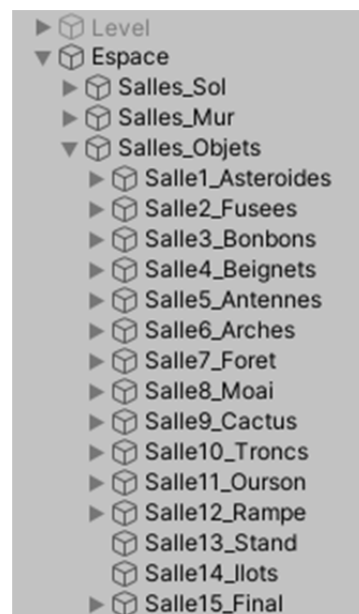 Level
Espace
Salles_Sol
Salles_Mur
Salles_Objets
Salle1_Asteroides
Salle2_Fusees
Salle3_Bonbons
Salle4_Beignets
Salle5_Antennes
Salle6_Arches
Salle7_Foret
Salle8_Moai
Salle9_Cactus
Salle10_Troncs
Salle11_Ourson
Salle12_Rampe
Salle13_Stand
Salle14_Ilots
Salle15_Final